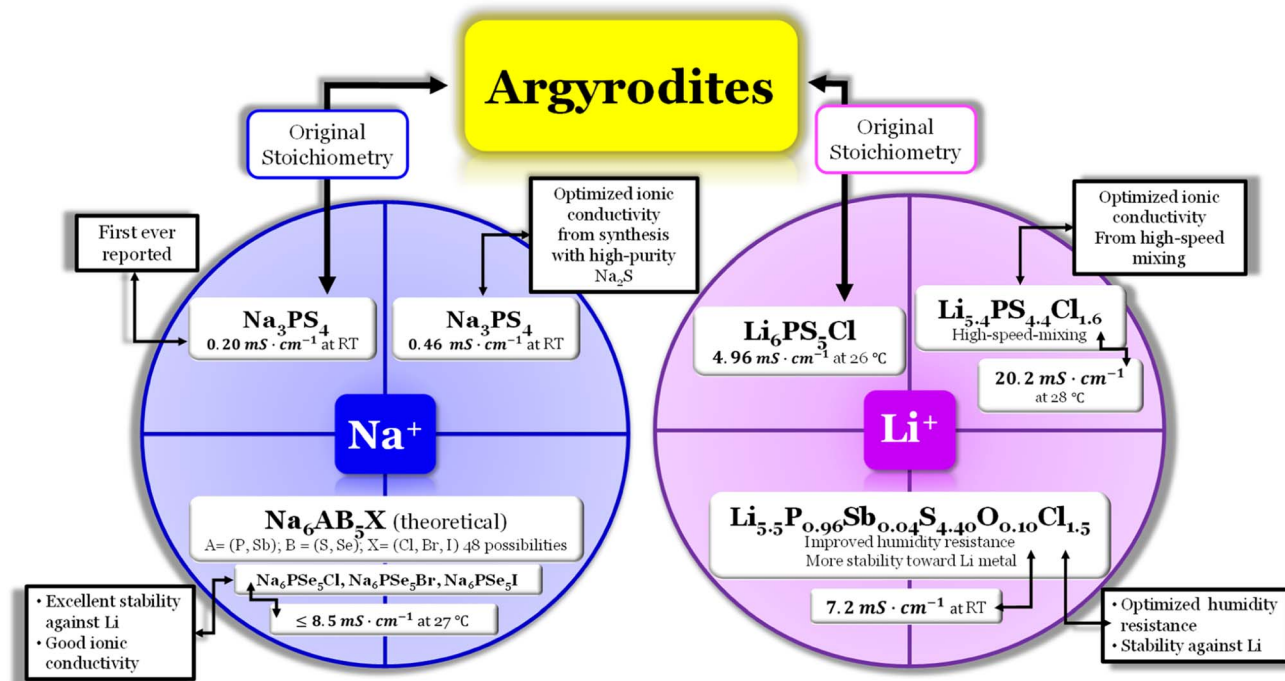 Argyrodites
Original
Stoichiometry
Original
Stoichiometry
First ever
reported
Optimized ionic
conductivity
from synthesis
with high-purity
Na₂S
Na₃PS₄
0.20 mS · cm⁻¹ at RT
Na₃PS₄
0.46 mS · cm⁻¹ at RT
Na⁺
Na₆AB₅X (theoretical)
A= (P, Sb); B = (S, Se); X= (Cl, Br, I) 48 possibilities
Na₆PSe₅Cl, Na₆PSe₅Br, Na₆PSe₅I
≤ 8.5 mS · cm⁻¹ at 27 °C
• Excellent stability
against Li
• Good ionic
conductivity
Optimized ionic
conductivity
From high-speed
mixing
Li₆PS₅Cl
4.96 mS · cm⁻¹ at 26 °C
Li₅.₄PS₄.₄Cl₁.₆
High-speed-mixing
20.2 mS · cm⁻¹
at 28 °C
Li⁺
Li₅.₅P₀.₉₆Sb₀.₀₄S₄.₄₀O₀.₁₀Cl₁.₅
Improved humidity resistance
More stability toward Li metal
7.2 mS · cm⁻¹ at RT
• Optimized humidity
resistance
• Stability against Li